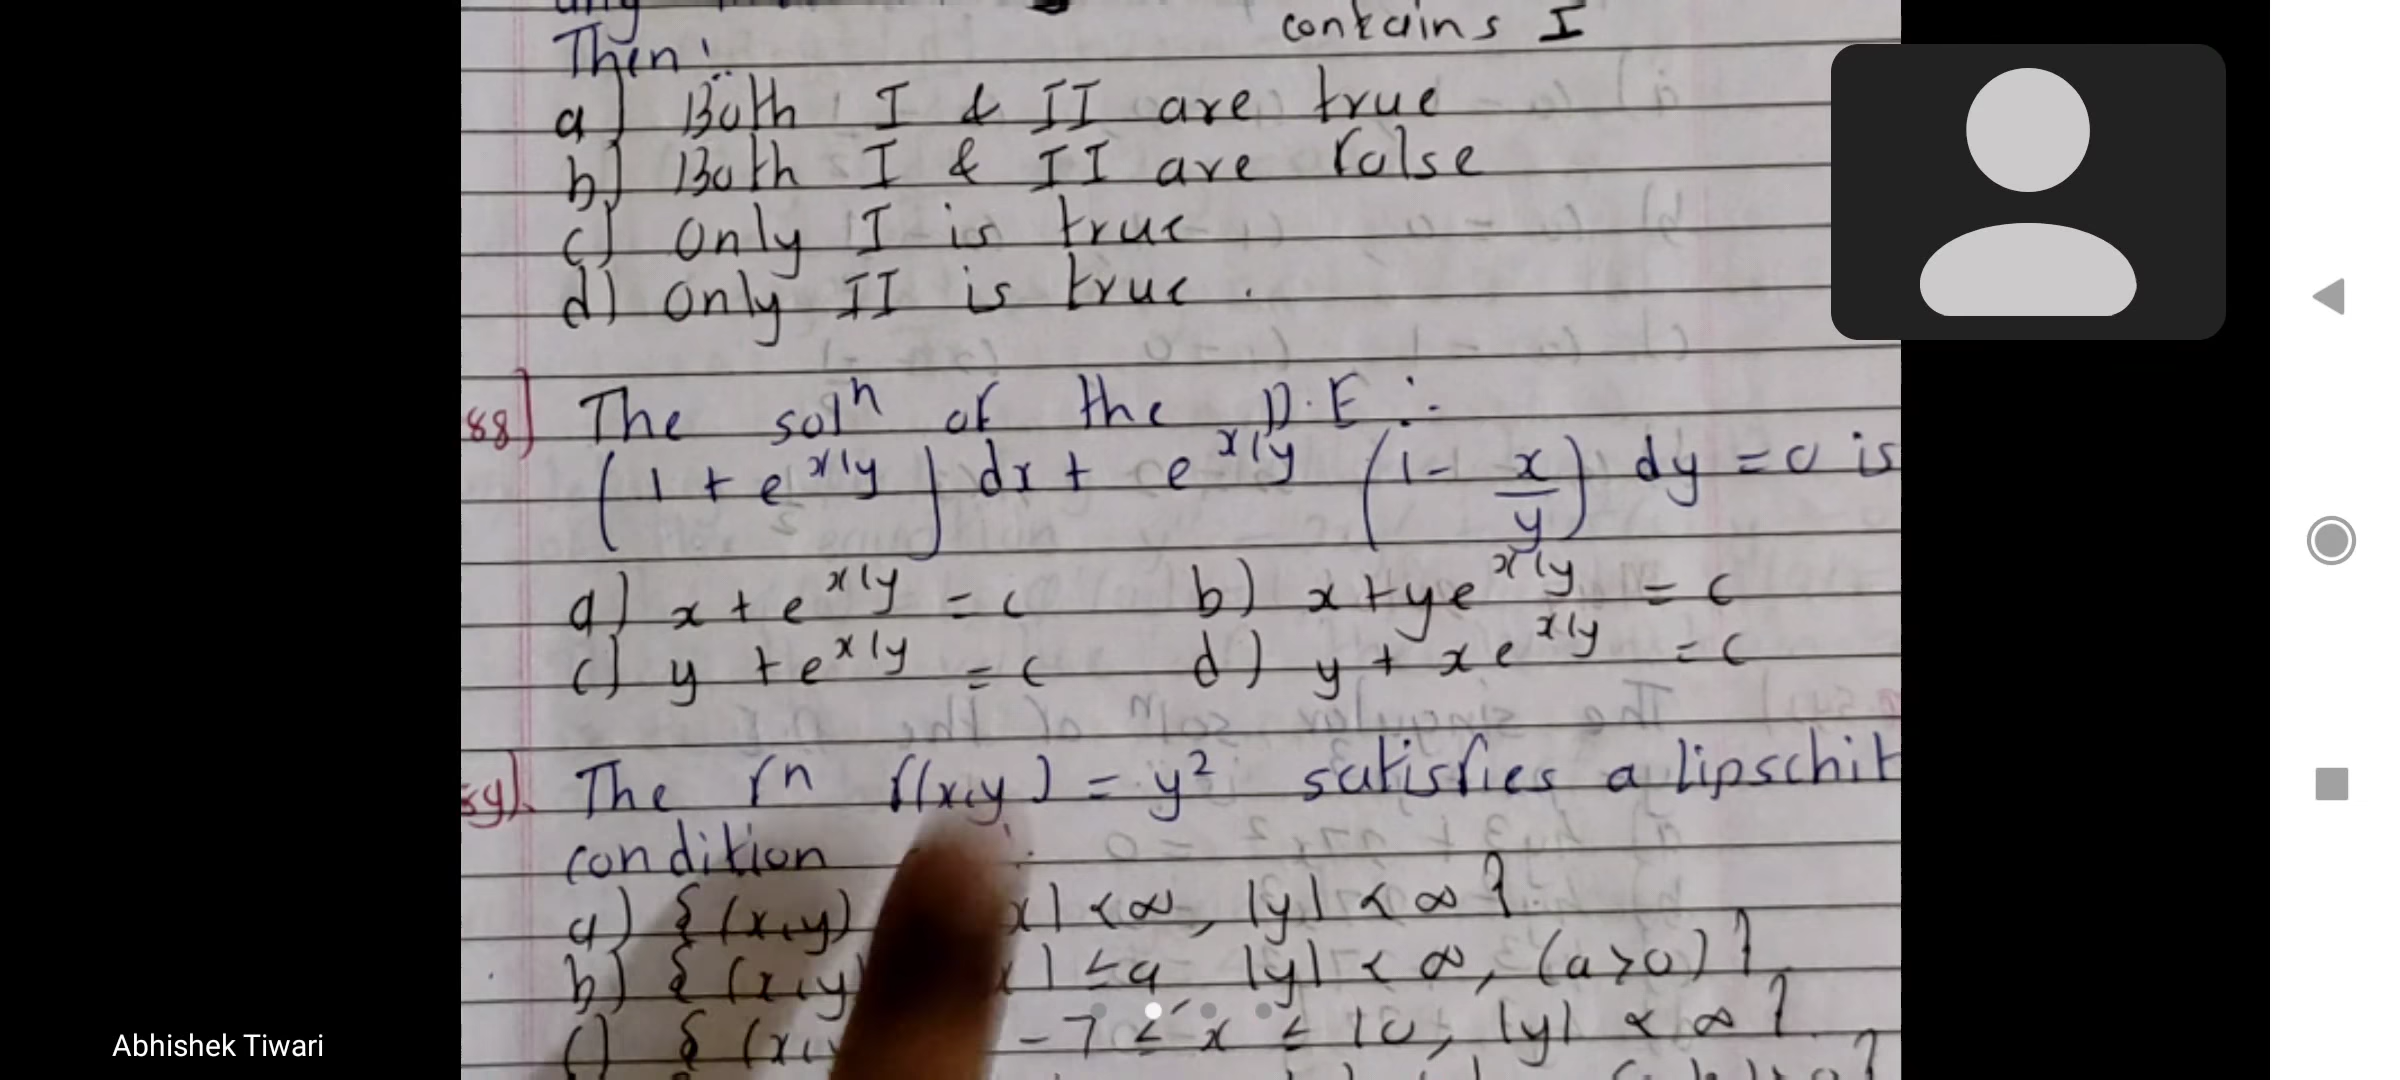 contains I
Then:
a) Both I & II are true
b) Both I & II are false
c) Only I is true
d) Only II is true.
88) The solⁿ of the D.E:
(1 + e^{x/y}) dx + e^{x/y} (1 - x/y) dy = 0 is
a) x + e^{x/y} = c b) x + ye^{x/y} = c
c) y + e^{x/y} = c d) y + xe^{x/y} = c
The fⁿ f(x,y) = y² satisfies a lipschit
condition
a) {(x,y) x| < ∞, |y| < ∞}
b) {(x,y) x| ≤ a |y| < ∞, (a>0)}
c) {(x, -7 ≤ x ≤ 10, |y| < ∞}
Abhishek Tiwari